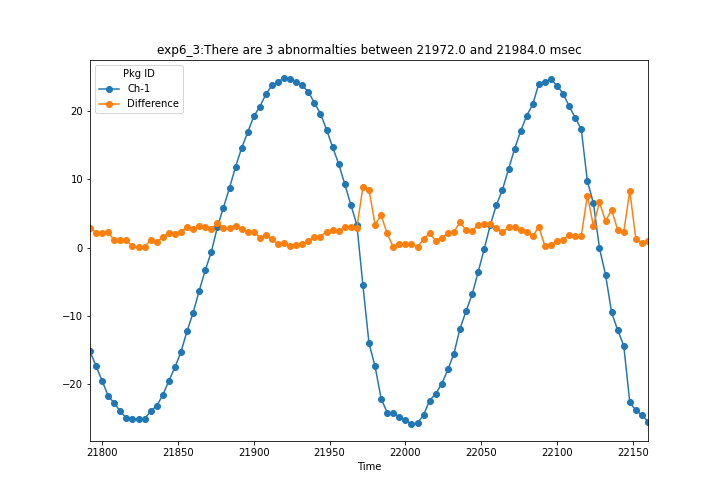 exp6_3:There are 3 abnormalties between 21972.0 and 21984.0 msec
Pkg ID
Ch-1
Difference
20
10
0
−10
−20
21800 21850 21900 21950 22000 22050 22100 22150
Time